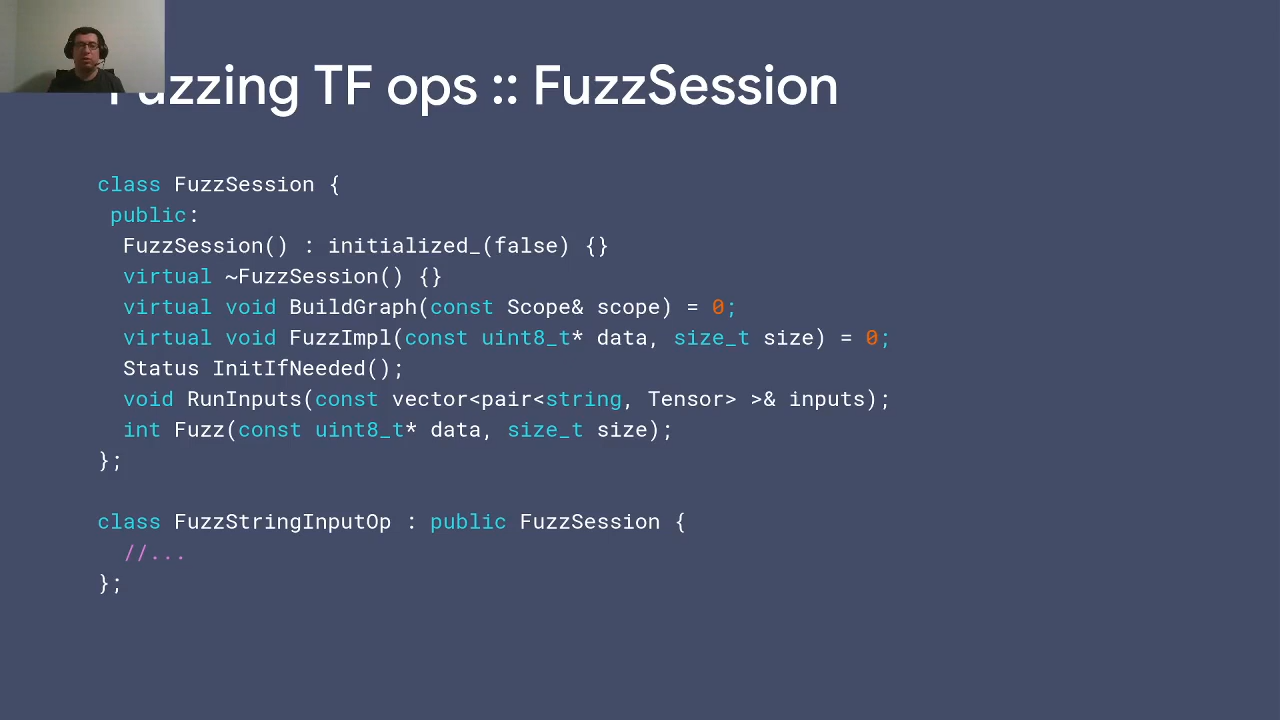 Fuzzing TF ops :: FuzzSession
class FuzzSession {
public:
FuzzSession() : initialized_(false) {}
virtual ~FuzzSession() {}
virtual void BuildGraph(const Scope& scope) = 0;
virtual void FuzzImpl(const uint8_t* data, size_t size) = 0;
Status InitIfNeeded();
void RunInputs(const vector<pair<string, Tensor> >& inputs);
int Fuzz(const uint8_t* data, size_t size);
};
class FuzzStringInputOp : public FuzzSession {
//...
};